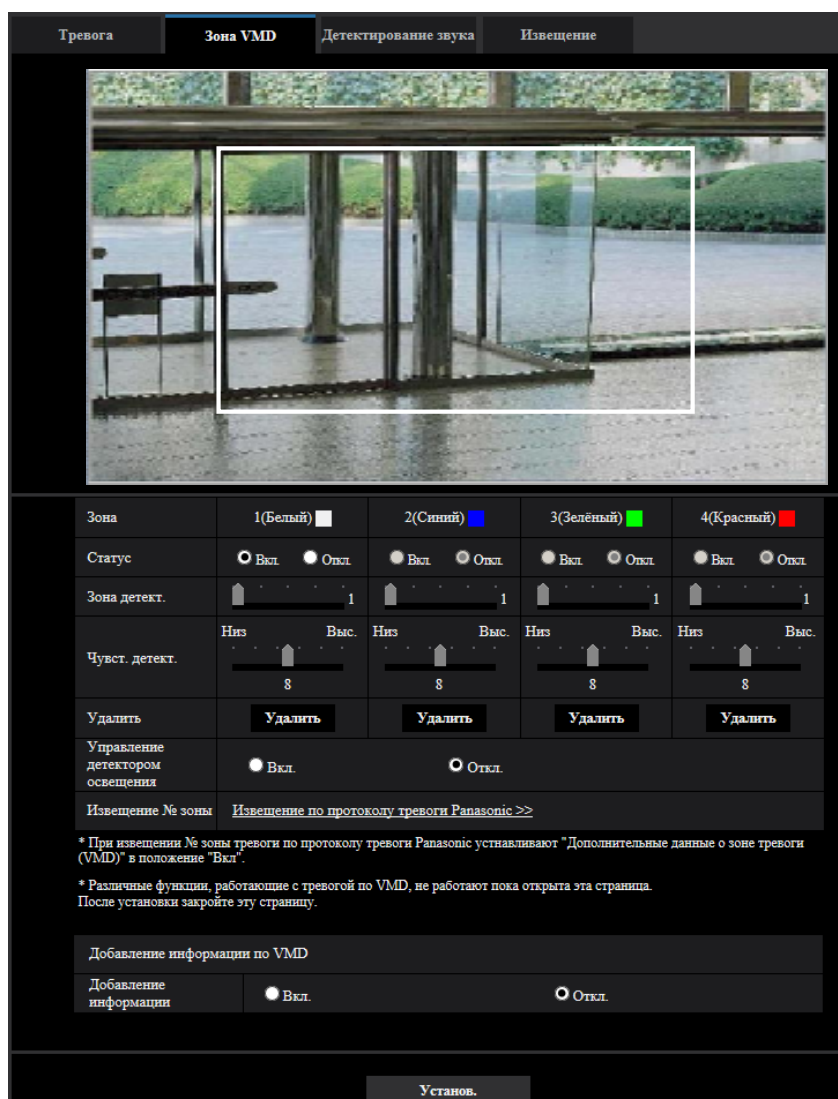 Тревога Зона VMD Детектирование звука Извещение
Зона 1(Белый) 2(Синий) 3(Зелёный) 4(Красный)
Статус Вкл. Откл. Вкл. Откл. Вкл. Откл. Вкл. Откл.
Зона детект. 1 1 1 1
Низ Выс. Низ Выс. Низ Выс. Низ Выс.
Чувст. детект.
8 8 8 8
Удалить Удалить Удалить Удалить Удалить
Управление
детектором
освещения
Вкл. Откл.
Извещение № зоны Извещение по протоколу тревоги Panasonic >>
* При извещении № зоны тревоги по протоколу тревоги Panasonic устнавливают "Дополнительные данные о зоне тревоги
(VMD)" в положение "Вкл".
* Различные функции, работающие с тревогой по VMD, не работают пока открыта эта страница.
После установки закройте эту страницу.
Добавление информации по VMD
Добавление
информации
Вкл. Откл.
Установ.